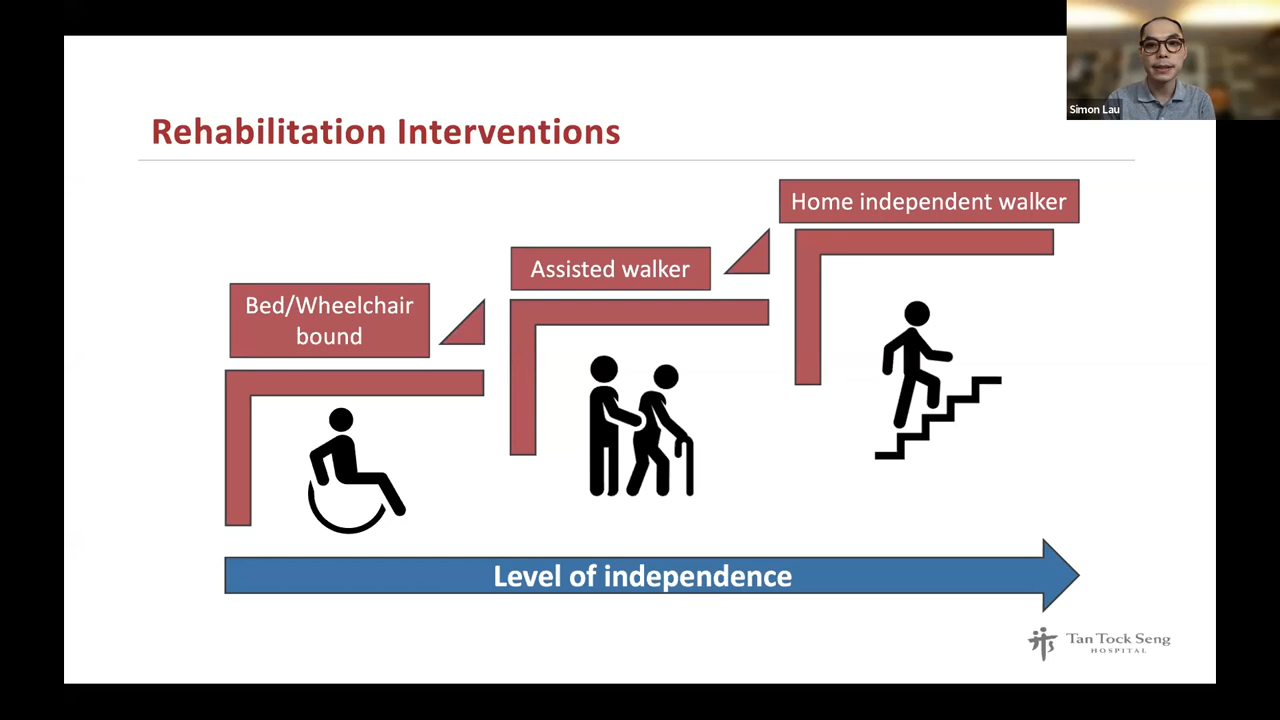 Simon Lau
Rehabilitation Interventions
Home independent walker
Assisted walker
Bed/Wheelchair
bound
Level of independence
Tan Tock Seng
HOSPITAL